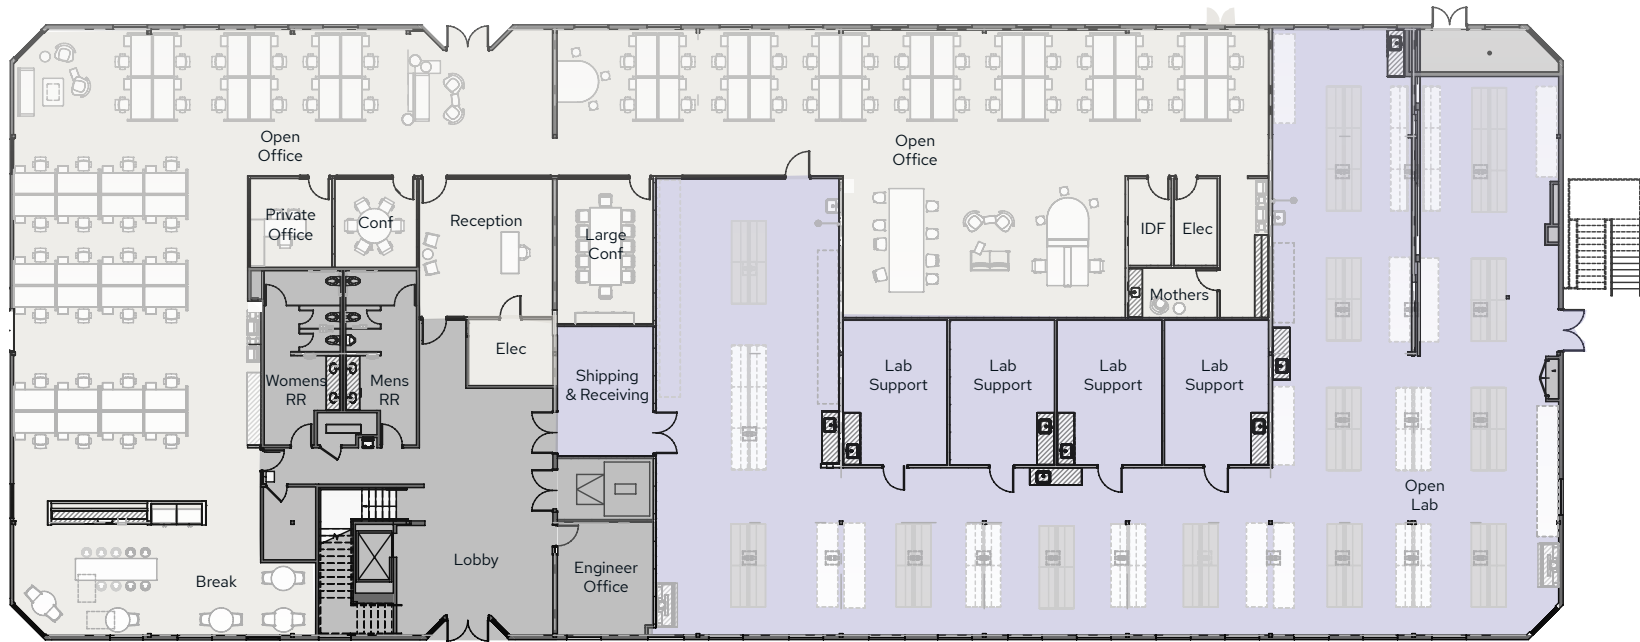 Open
Office
Open
Office
Private
Office
Conf
Reception
Large
Conf
IDF
Elec
Mothers
Elec
Womens
RR
Mens
RR
Shipping
& Receiving
Lab
Support
Lab
Support
Lab
Support
Lab
Support
Open
Lab
Break
Lobby
Engineer
Office